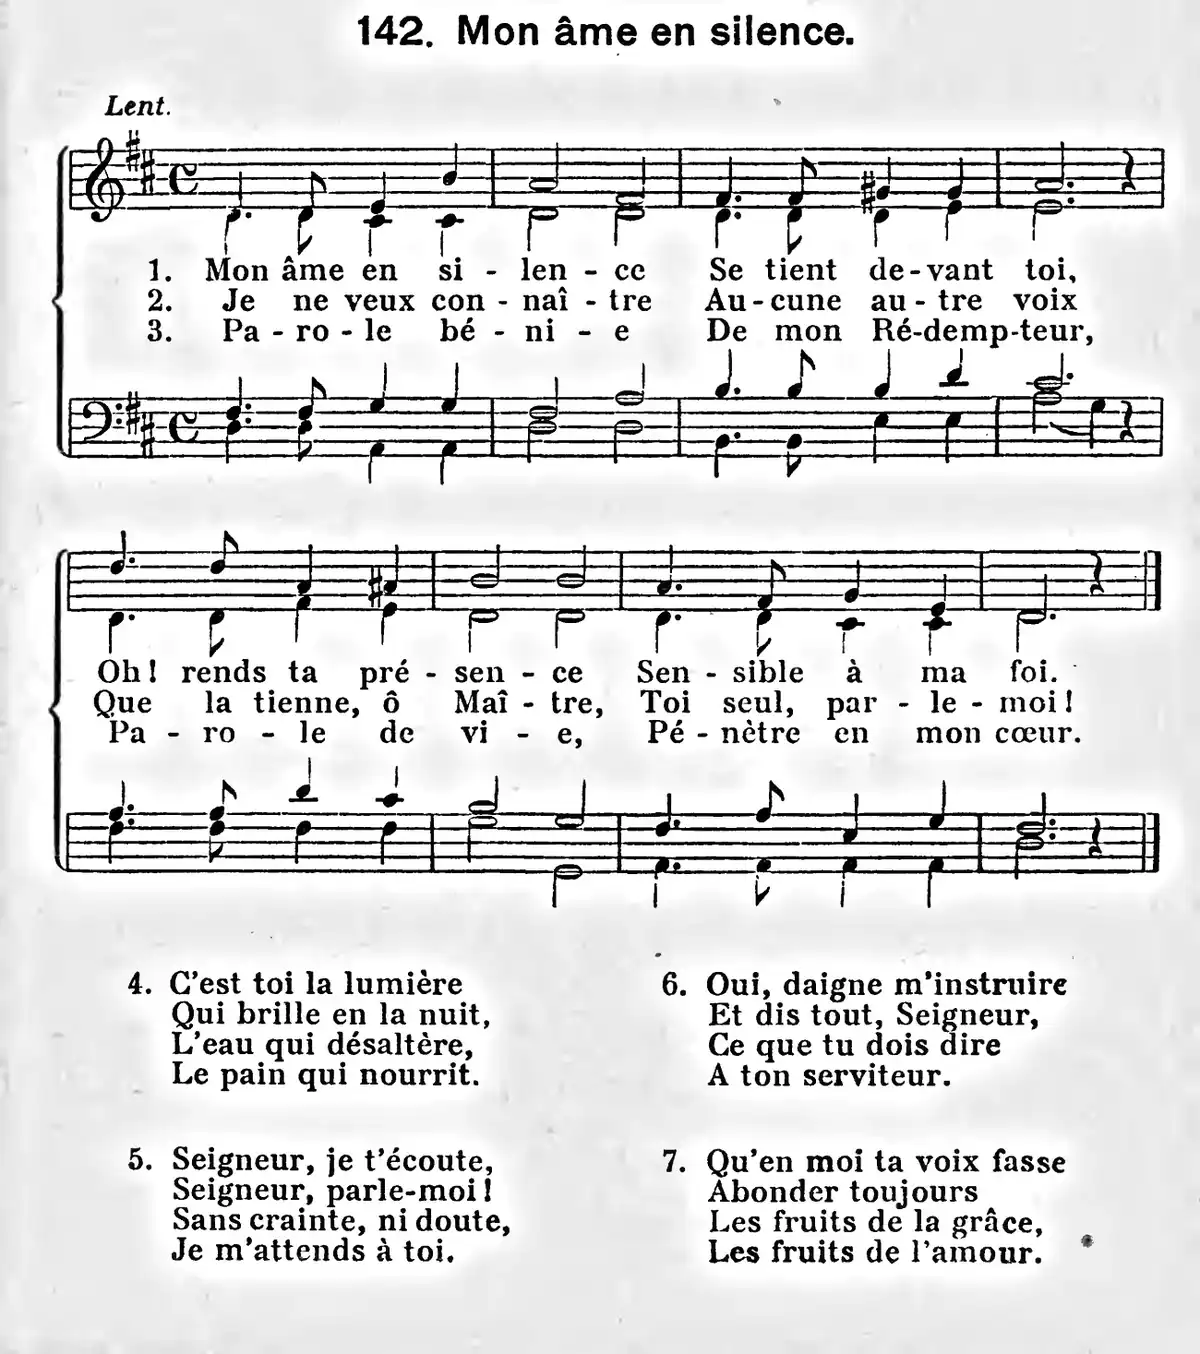 142. Mon âme en silence.
Lent.
1. Mon âme en si - len - ce Se tient de-vant toi,
2. Je ne veux con - naî - tre Au - cune au - tre voix
3. Pa - ro - le bé - ni - e De mon Ré-demp-teur,
Oh! rends ta pré - sen - ce Sen - sible à ma foi.
Que la tienne, ô Maî - tre, Toi seul, par - le - moi!
Pa - ro - le de vi - e, Pé - nètre en mon cœur.
4. C'est toi la lumière
Qui brille en la nuit,
L'eau qui désaltère,
Le pain qui nourrit.
5. Seigneur, je t'écoute,
Seigneur, parle-moi!
Sans crainte, ni doute,
Je m'attends à toi.
6. Oui, daigne m'instruire
Et dis tout, Seigneur,
Ce que tu dois dire
A ton serviteur.
7. Qu'en moi ta voix fasse
Abonder toujours
Les fruits de la grâce,
Les fruits de l'amour.